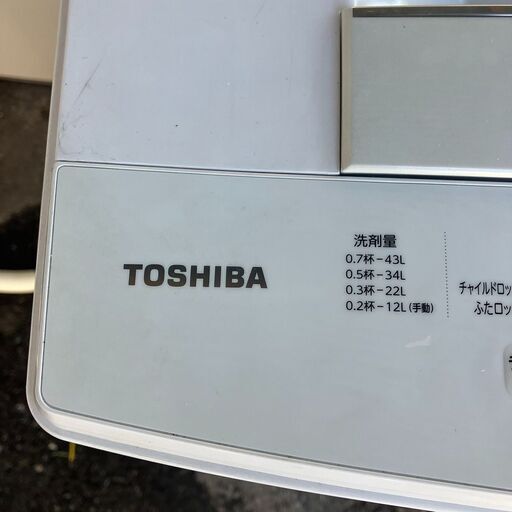 TOSHIBA
洗剤量
0.7杯-43L
0.5杯-34L
0.3杯-22L
0.2杯-12L(手動)
チャイルドロッ
ふたロッ